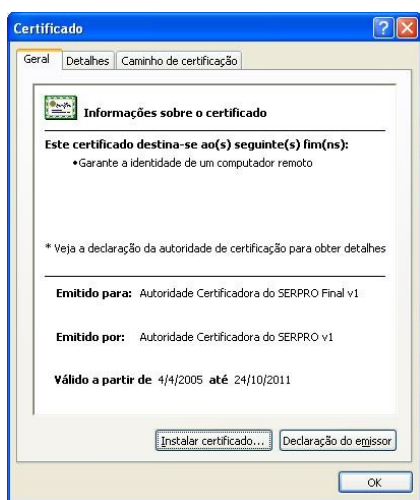 Certificado
Geral Detalhes Caminho de certificação
Informações sobre o certificado
Este certificado destina-se ao(s) seguinte(s) fim(ns):
•Garante a identidade de um computador remoto
* Veja a declaração da autoridade de certificação para obter detalhes
Emitido para: Autoridade Certificadora do SERPRO Final v1
Emitido por: Autoridade Certificadora do SERPRO v1
Válido a partir de 4/4/2005 até 24/10/2011
Instalar certificado... Declaração do emissor
OK